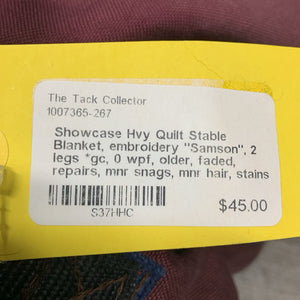 The Tack Collector
1007365-267
Showcase Hvy Quilt Stable
Blanket, embroidery "Samson", 2
legs *gc, 0 wpf, older, faded,
repairs, mnr snags, mnr hair, stains
$45.00
S37HHC